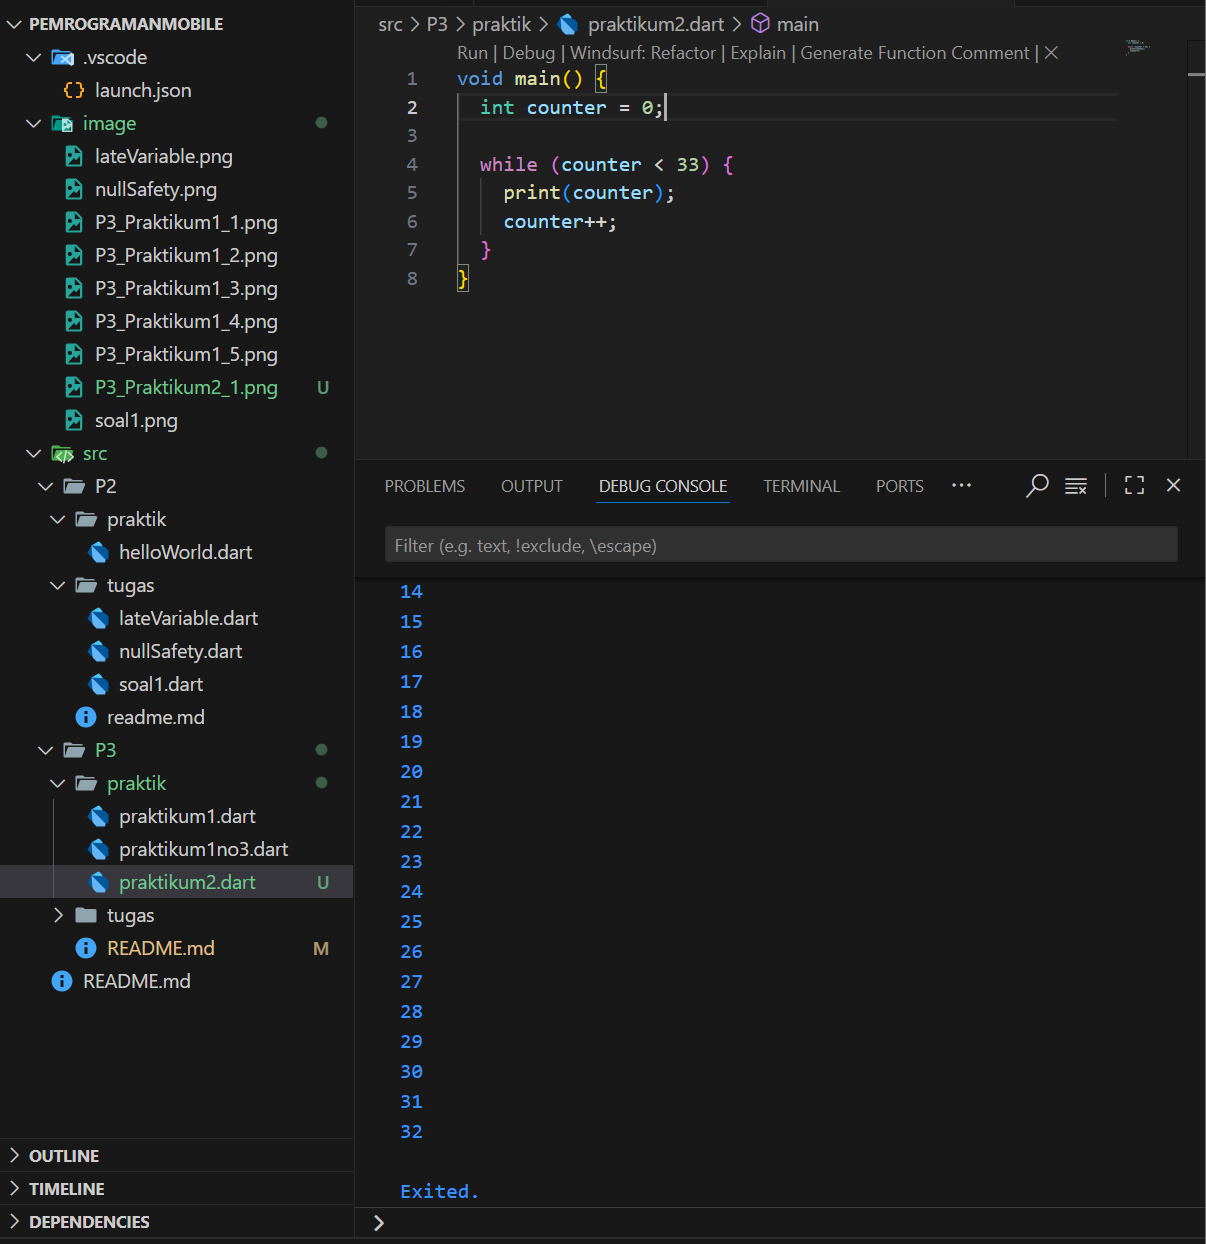 PEMROGRAMANMOBILE
.vscode
launch.json
image
lateVariable.png
nullSafety.png
P3_Praktikum1_1.png
P3_Praktikum1_2.png
P3_Praktikum1_3.png
P3_Praktikum1_4.png
P3_Praktikum1_5.png
P3_Praktikum2_1.png U
soal1.png
src
P2
praktik
helloWorld.dart
tugas
lateVariable.dart
nullSafety.dart
soal1.dart
readme.md
P3
praktik
praktikum1.dart
praktikum1no3.dart
praktikum2.dart U
tugas
README.md M
README.md
OUTLINE
TIMELINE
DEPENDENCIES
src > P3 > praktik > praktikum2.dart > main
Run | Debug | Windsurf: Refactor | Explain | Generate Function Comment | ×
1 void main() {
2 int counter = 0;
3
4 while (counter < 33) {
5 print(counter);
6 counter++;
7 }
8 }
PROBLEMS OUTPUT DEBUG CONSOLE TERMINAL PORTS ···
Filter (e.g. text, !exclude, \escape)
14
15
16
17
18
19
20
21
22
23
24
25
26
27
28
29
30
31
32
Exited.
>